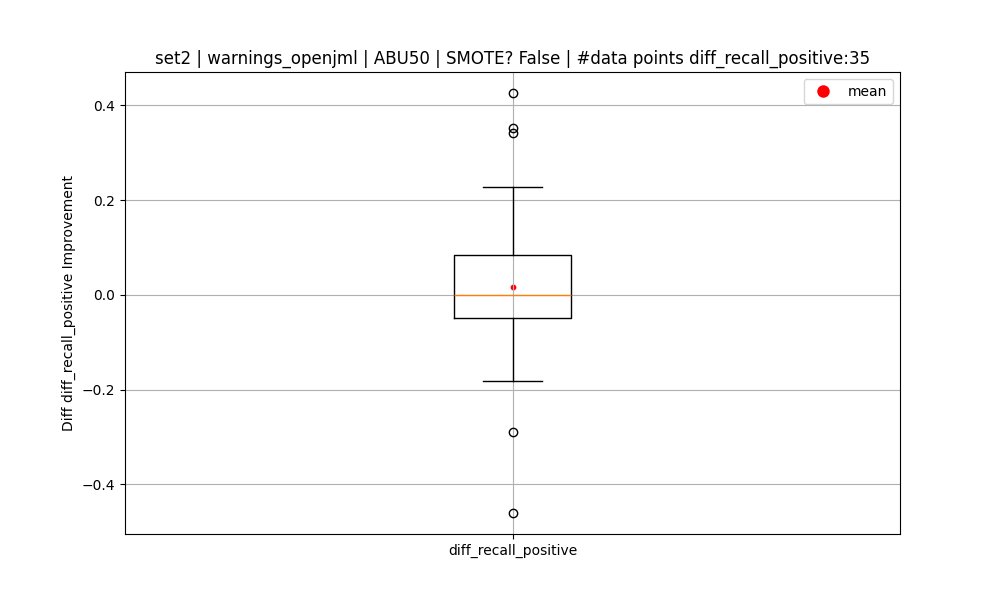 set2 | warnings_openjml | ABU50 | SMOTE? False | #data points diff_recall_positive:35
mean
Diff diff_recall_positive Improvement
0.4
0.2
0.0
−0.2
−0.4
diff_recall_positive